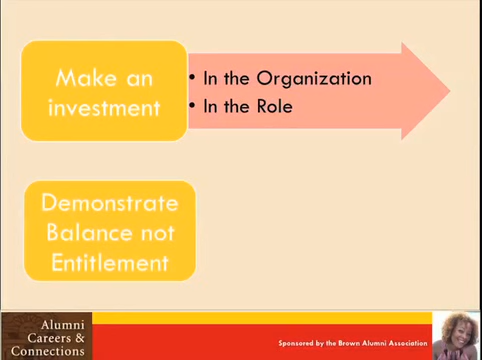 Make an
investment
• In the Organization
• In the Role
Demonstrate
Balance not
Entitlement
Alumni
Careers &
Connections
Sponsored by the Brown Alumni Association